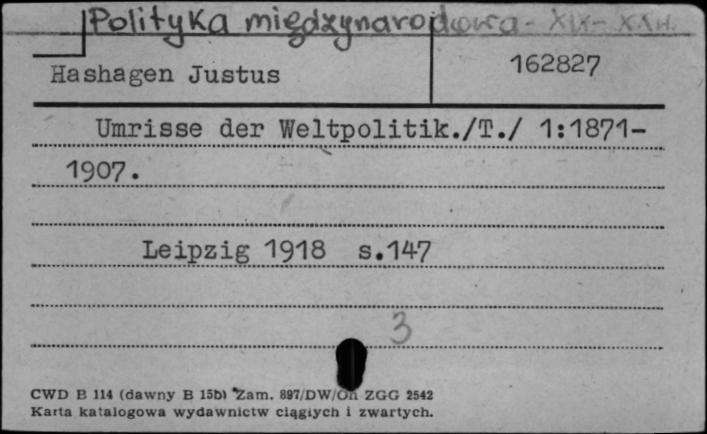 Polityka międzynarodowa - XIX - XX w.
Hashagen Justus 162827
Umrisse der Weltpolitik./T./ 1:1871-
1907.
Leipzig 1918 s.147
3
CWD B 114 (dawny B 15b) Zam. 897/DW/On ZGG 2542
Karta katalogowa wydawnictw ciągłych i zwartych.